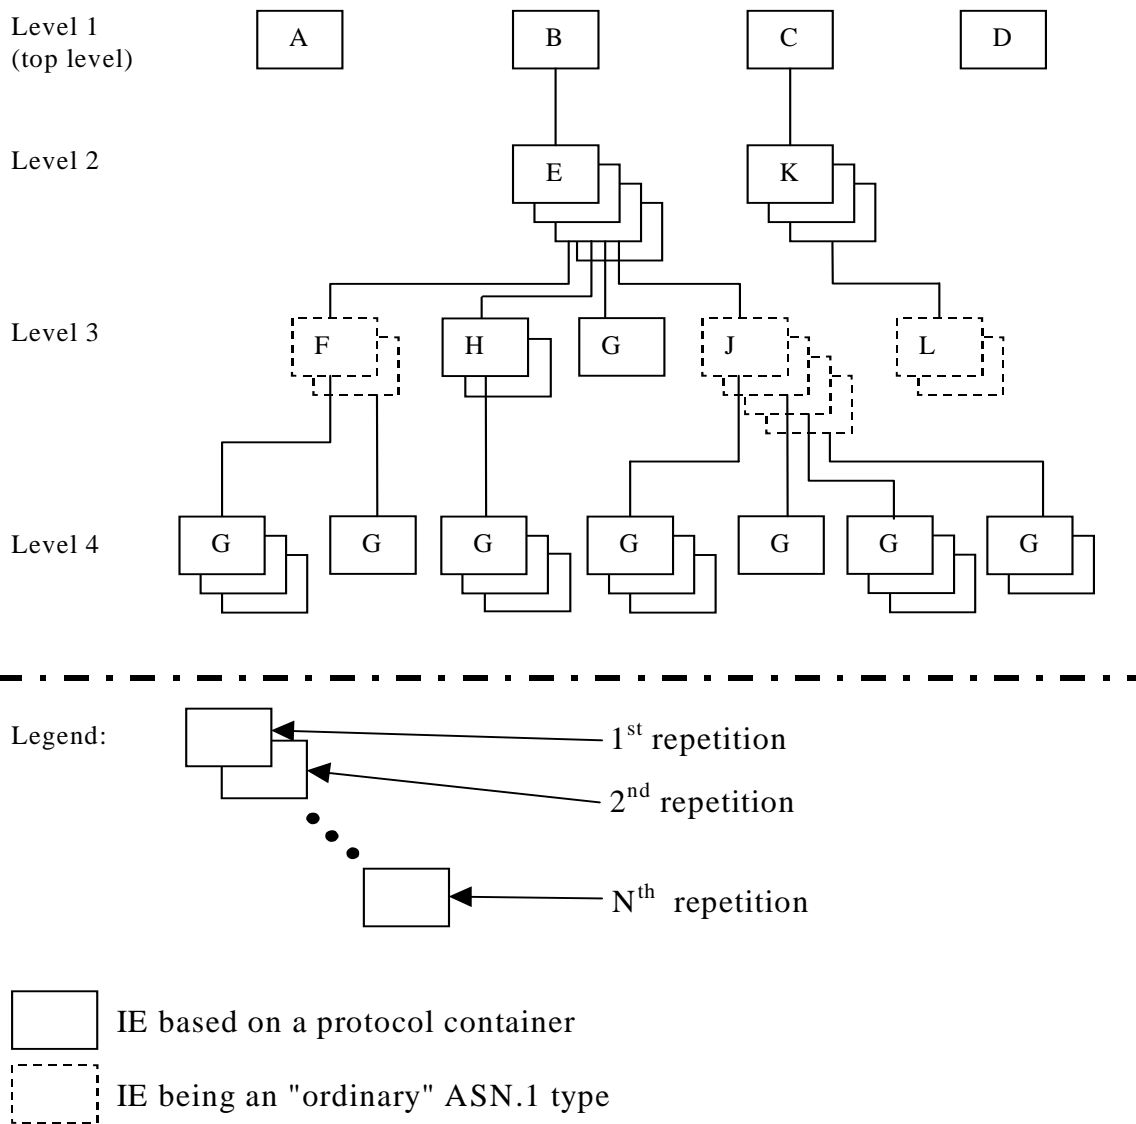 Level 1
(top level)
A
B
C
D
Level 2
E
K
Level 3
F
H
G
J
L
Level 4
G
G
G
G
G
G
G
Legend:
1st repetition
2nd repetition
Nth repetition
IE based on a protocol container
IE being an "ordinary" ASN.1 type